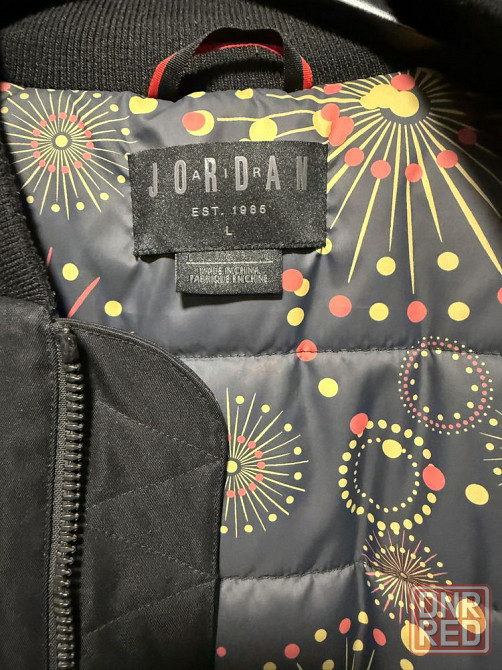 JORDAN
AIR
EST. 1985
L
MADE IN CHINA
FABRIQUÉ EN CHINE
DNR
RED